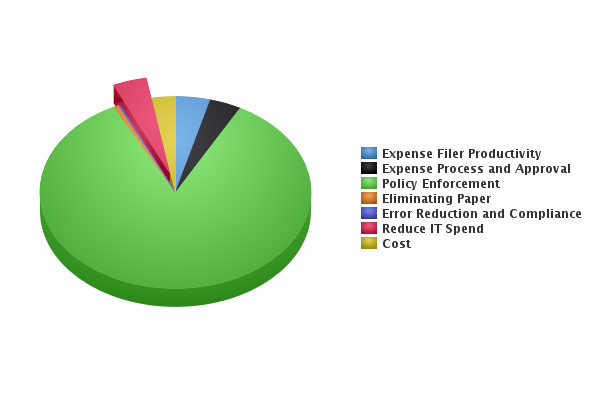 Expense Filer Productivity
Expense Process and Approval
Policy Enforcement
Eliminating Paper
Error Reduction and Compliance
Reduce IT Spend
Cost